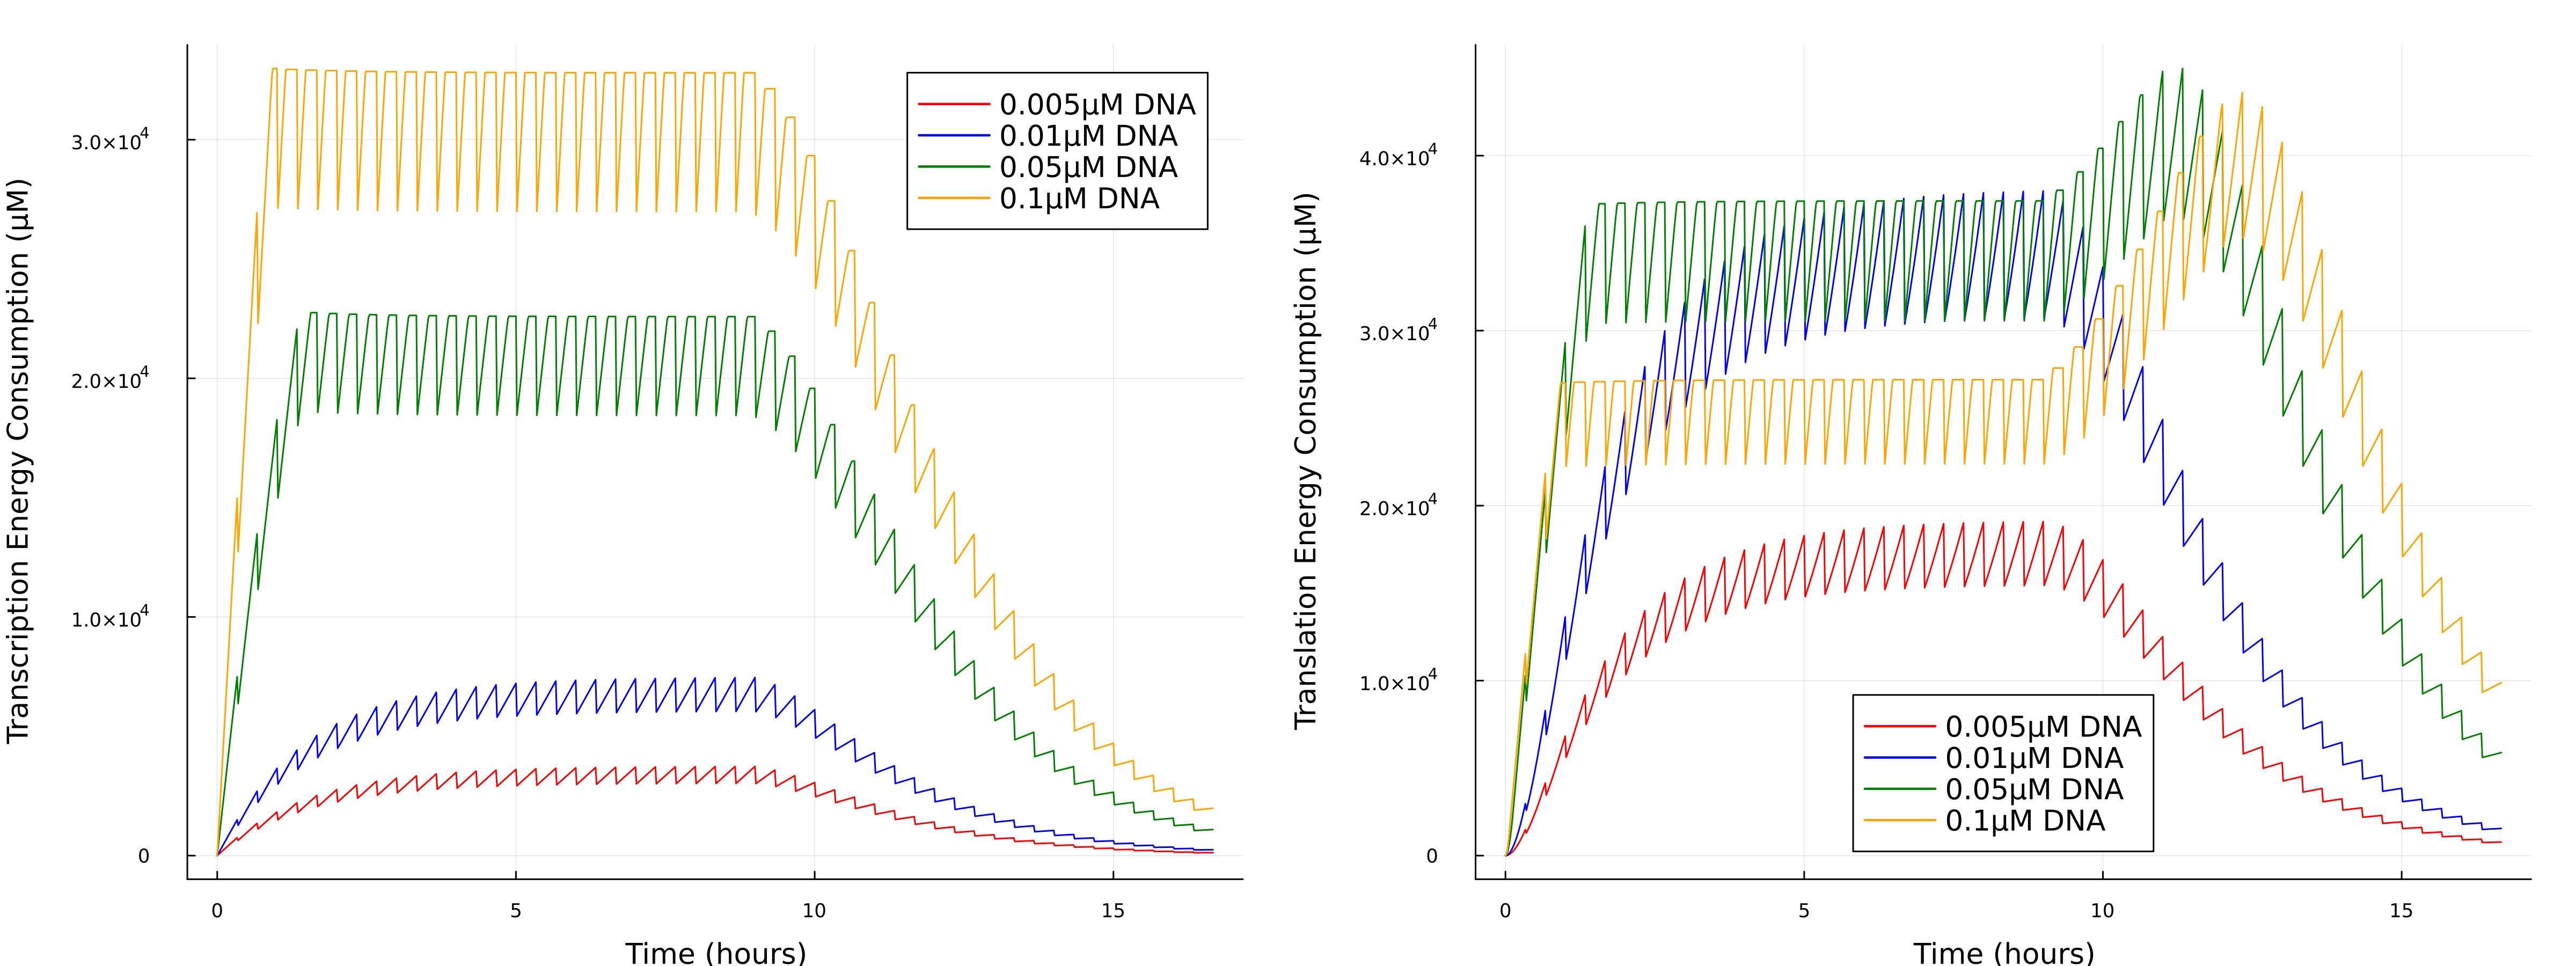 Transcription Energy Consumption (μM)
3.0×10⁴
2.0×10⁴
1.0×10⁴
0
0 5 10 15
Time (hours)
0.005μM DNA
0.01μM DNA
0.05μM DNA
0.1μM DNA
Translation Energy Consumption (μM)
4.0×10⁴
3.0×10⁴
2.0×10⁴
1.0×10⁴
0
0 5 10 15
Time (hours)
0.005μM DNA
0.01μM DNA
0.05μM DNA
0.1μM DNA